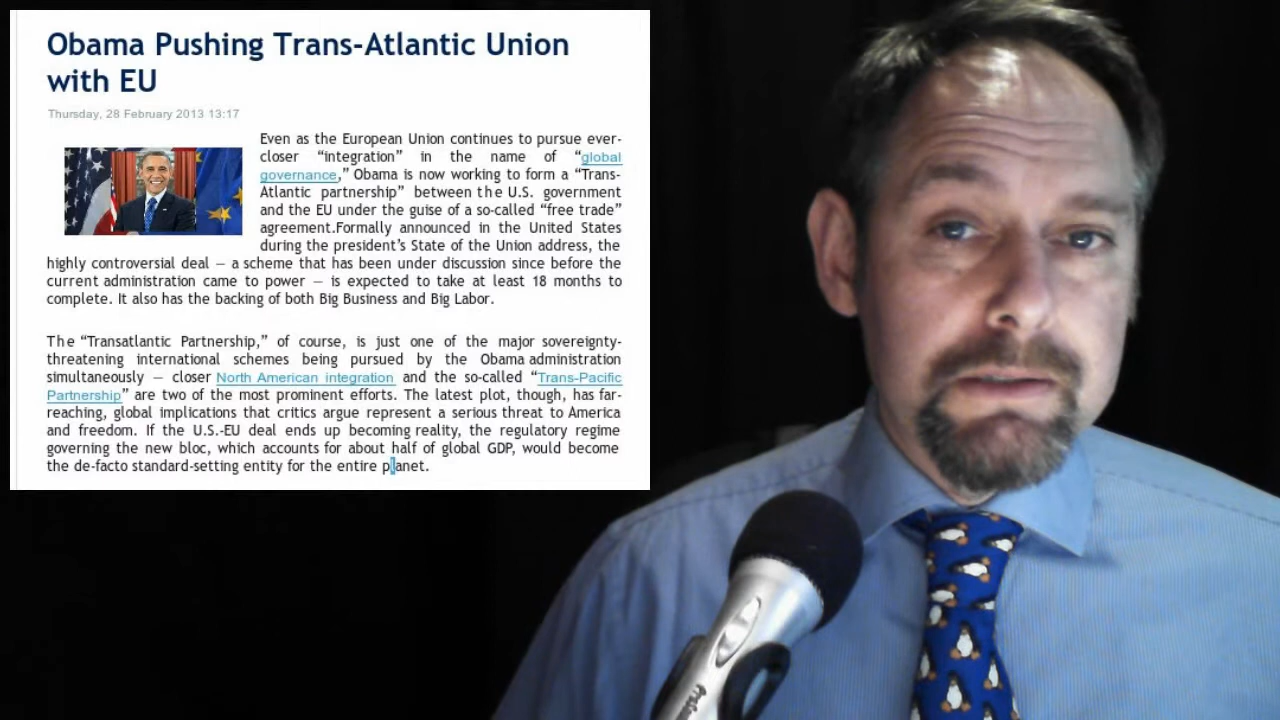 Obama Pushing Trans-Atlantic Union
with EU
Thursday, 28 February 2013 13:17
Even as the European Union continues to pursue ever-
closer “integration” in the name of “global
governance,” Obama is now working to form a “Trans-
Atlantic partnership” between the U.S. government
and the EU under the guise of a so-called “free trade”
agreement.Formally announced in the United States
during the president’s State of the Union address, the
highly controversial deal — a scheme that has been under discussion since before the
current administration came to power — is expected to take at least 18 months to
complete. It also has the backing of both Big Business and Big Labor.
The “Transatlantic Partnership,” of course, is just one of the major sovereignty-
threatening international schemes being pursued by the Obama administration
simultaneously — closer North American integration and the so-called “Trans-Pacific
Partnership” are two of the most prominent efforts. The latest plot, though, has far-
reaching, global implications that critics argue represent a serious threat to America
and freedom. If the U.S.-EU deal ends up becoming reality, the regulatory regime
governing the new bloc, which accounts for about half of global GDP, would become
the de-facto standard-setting entity for the entire planet.